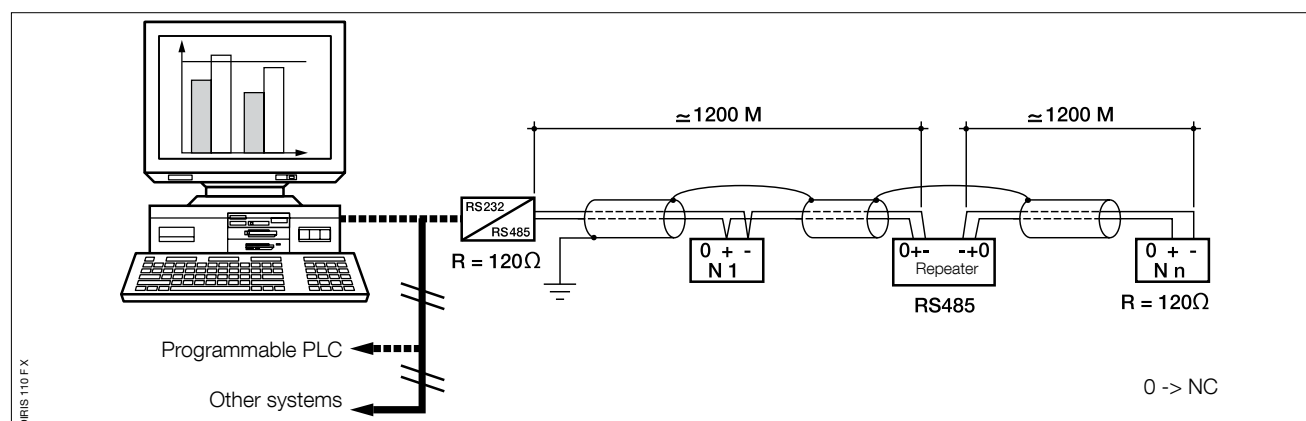 ≃1200 M
≃1200 M
RS232
RS485
R = 120Ω
0 + -
N 1
0+-
-+0
Repeater
RS485
0 + -
N n
R = 120Ω
Programmable PLC
Other systems
0 -> NC
DIRIS 110 F X